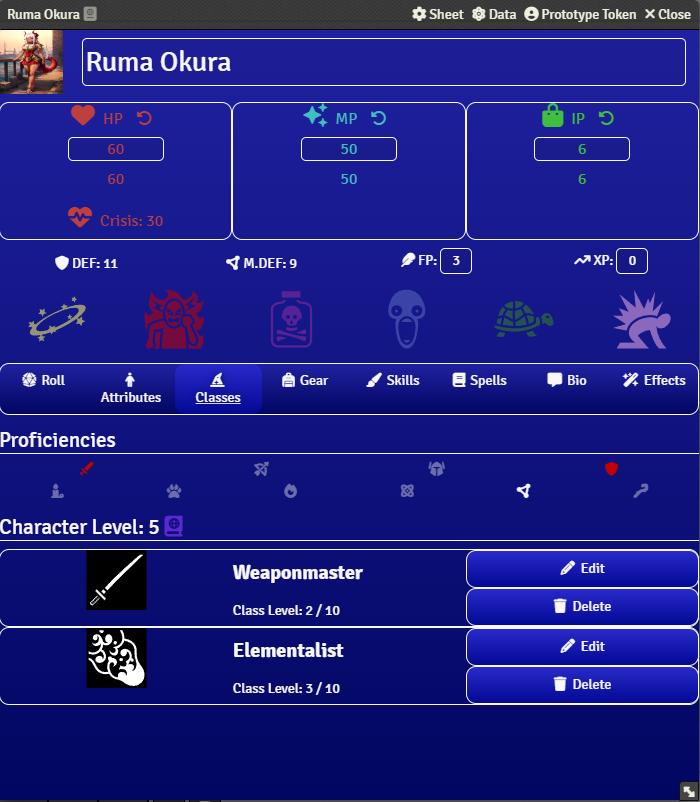 Ruma Okura Sheet Data Prototype Token Close
Ruma Okura
HP MP IP
60 50 6
60 50 6
Crisis: 30
DEF: 11 M.DEF: 9 FP: 3 XP: 0
Roll Attributes Classes Gear Skills Spells Bio Effects
Proficiencies
Character Level: 5
Weaponmaster
Class Level: 2 / 10
Edit
Delete
Elementalist
Class Level: 3 / 10
Edit
Delete